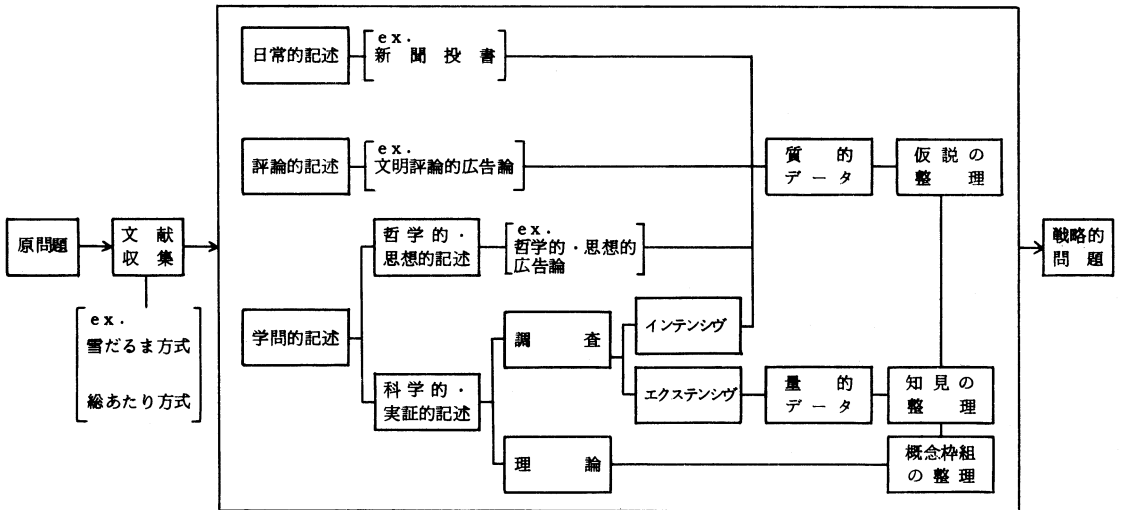 原問題
文献
収集
ex.
雪だるま方式
総あたり方式
日常的記述
ex.
新聞投書
評論的記述
ex.
文明評論的広告論
学問的記述
哲学的・
思想的記述
ex.
哲学的・思想的
広告論
科学的・
実証的記述
調査
理論
インテンシヴ
エクステンシヴ
質的
データ
量的
データ
仮説の
整理
知見の
整理
概念枠組
の整理
戦略的
問題